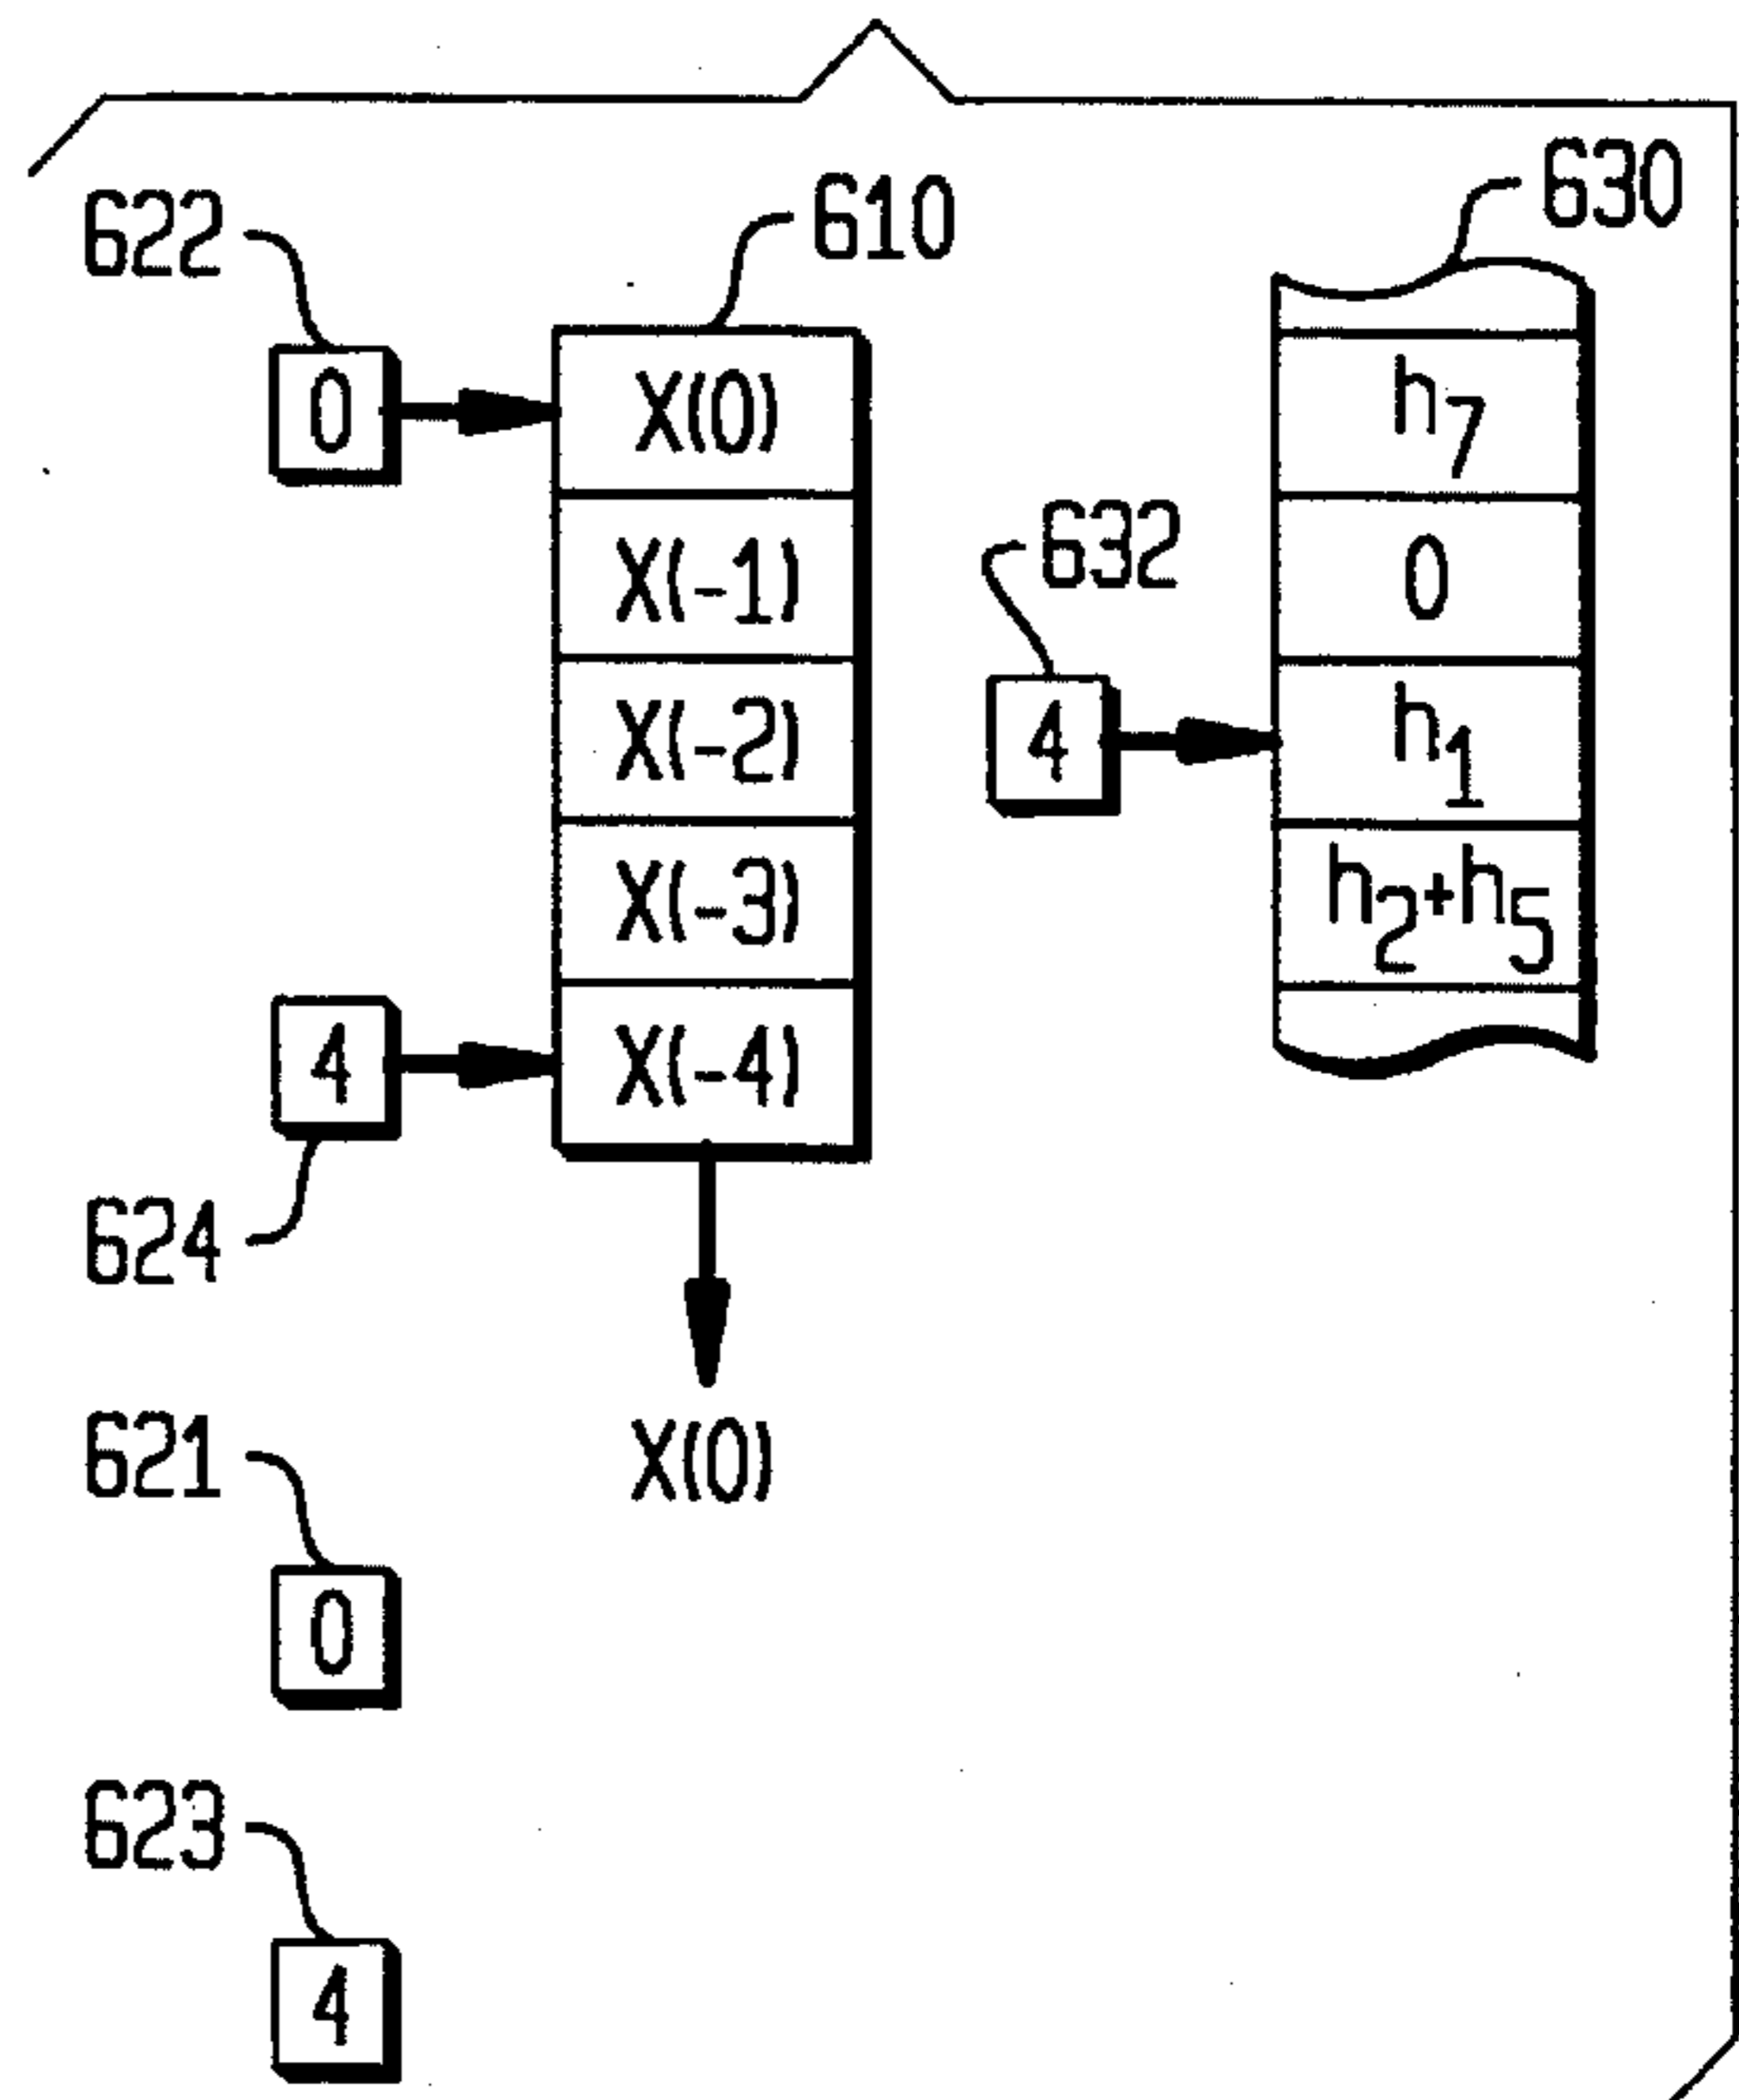 622
610
630
0
X(0)
X(-1)
X(-2)
X(-3)
X(-4)
632
4
h7
0
h1
h2+h5
4
624
X(0)
621
0
623
4